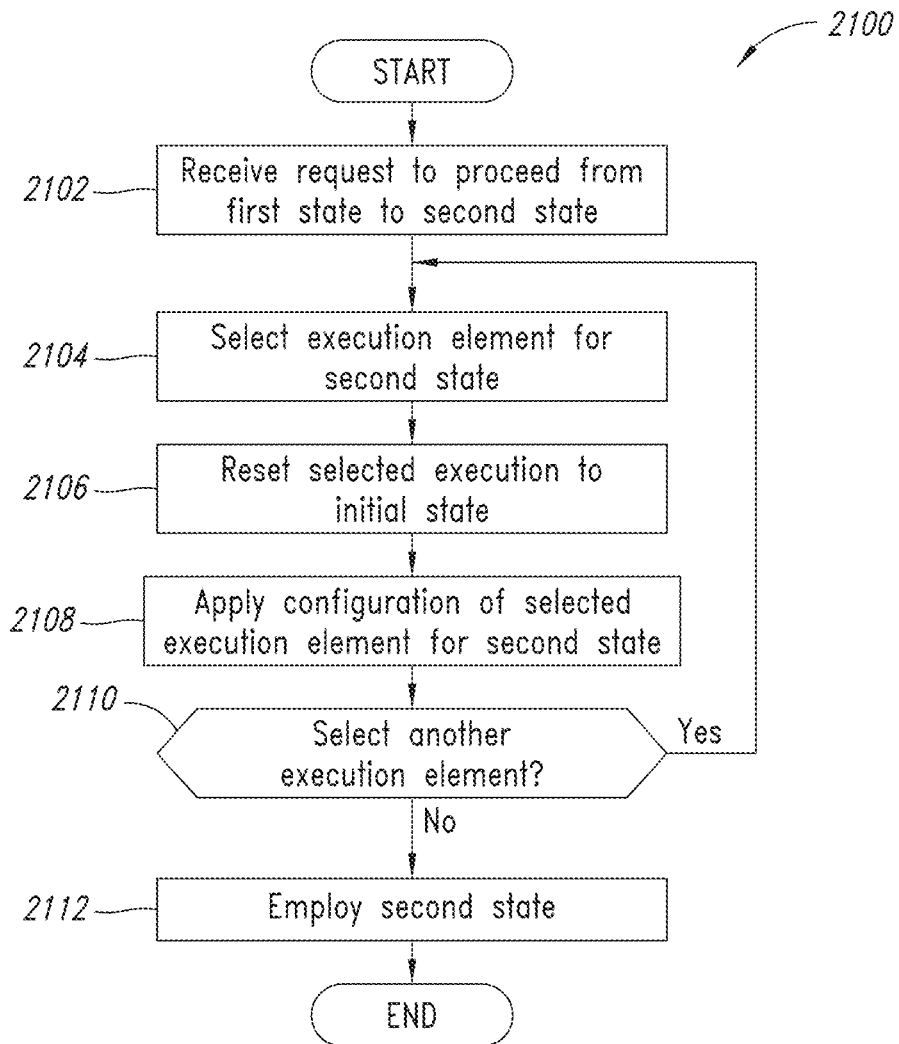 2100
START
2102
Receive request to proceed from
first state to second state
2104
Select execution element for
second state
2106
Reset selected execution to
initial state
2108
Apply configuration of selected
execution element for second state
2110
Select another
execution element?
Yes
No
2112
Employ second state
END